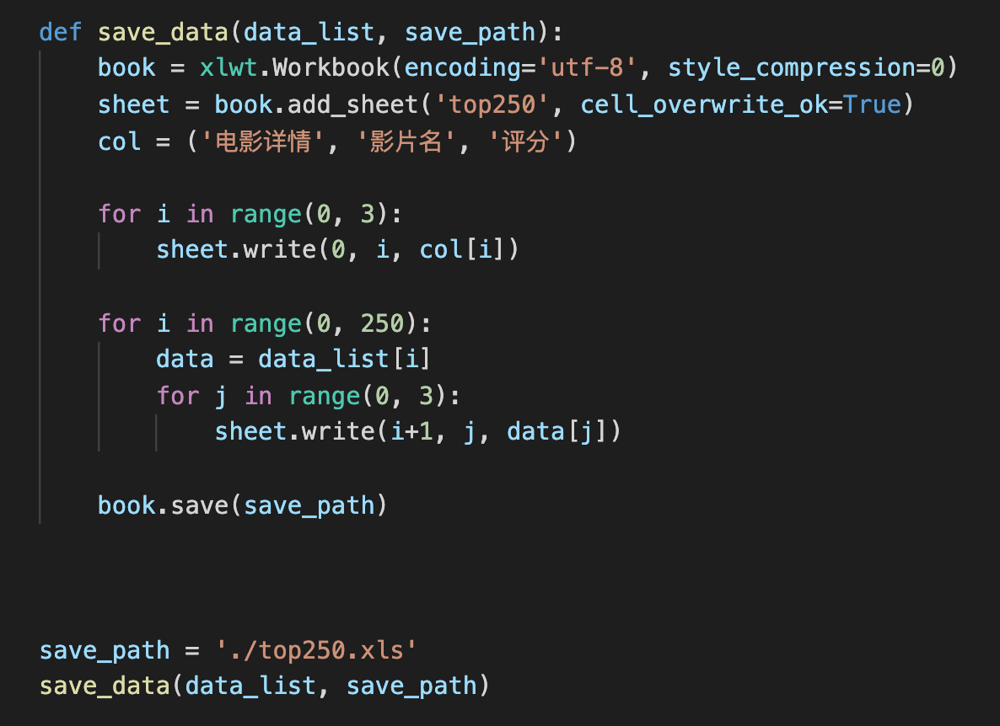 def save_data(data_list, save_path):
    book = xlwt.Workbook(encoding='utf-8', style_compression=0)
    sheet = book.add_sheet('top250', cell_overwrite_ok=True)
    col = ('电影详情', '影片名', '评分')
    for i in range(0, 3):
        sheet.write(0, i, col[i])
    for i in range(0, 250):
        data = data_list[i]
        for j in range(0, 3):
            sheet.write(i+1, j, data[j])
    book.save(save_path)
save_path = './top250.xls'
save_data(data_list, save_path)